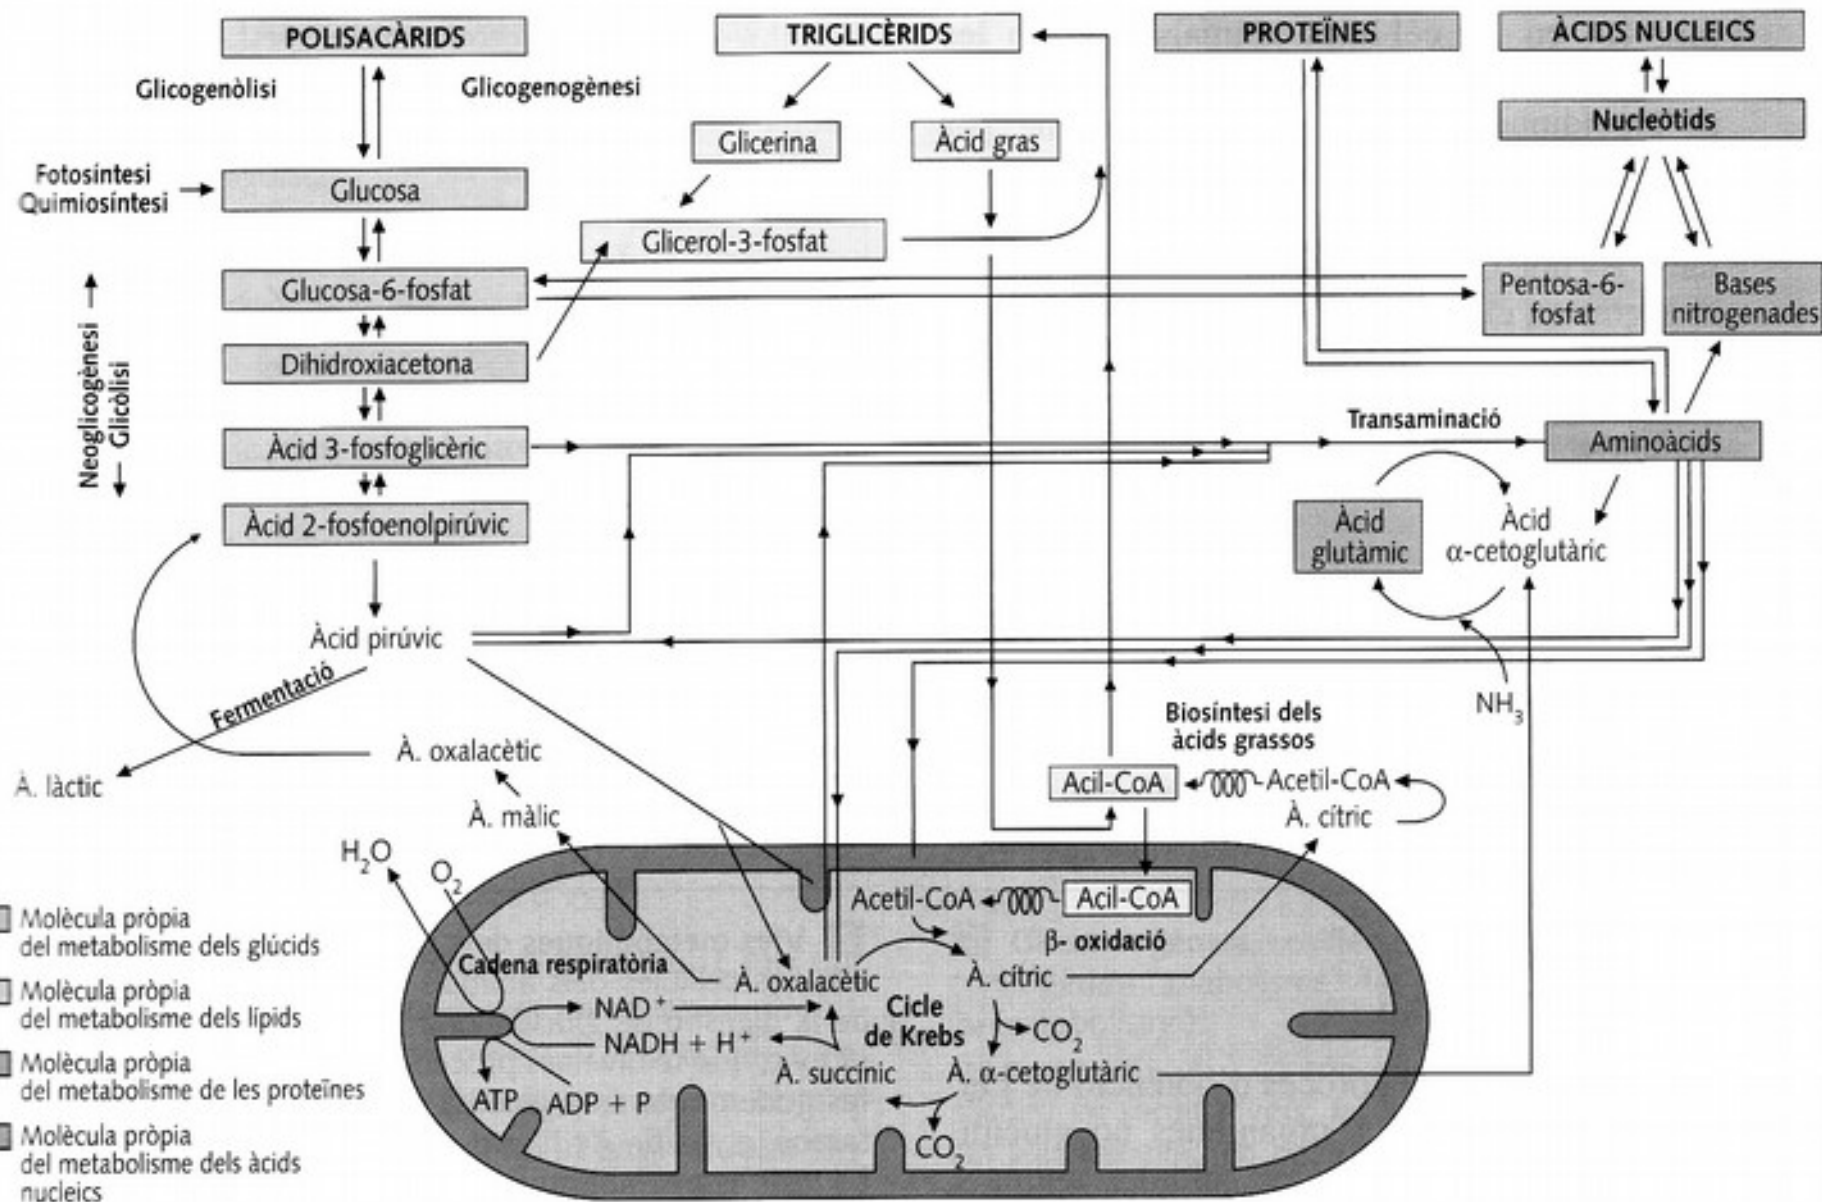 POLISACÀRIDS
TRIGLICÈRIDS
PROTEÏNES
ÀCIDS NUCLEICS
Glicogenòlisi
Glicogenogènesi
Nucleòtids
Glicerina
Àcid gras
Fotosíntesi
Quimiosíntesi
Glucosa
Glicerol-3-fosfat
Glucosa-6-fosfat
Pentosa-6-
fosfat
Bases
nitrogenades
Neoglicogènesi
Glicòlisi
Dihidroxiacetona
Àcid 3-fosfoglicèric
Transaminació
Aminoàcids
Àcid 2-fosfoenolpirúvic
Àcid
glutàmic
Àcid
α-cetoglutàric
Àcid pirúvic
Fermentació
NH3
Biosíntesi dels
àcids grassos
À. oxalacètic
À. làctic
Acil-CoA
Acetil-CoA
À. màlic
À. cítric
H2O
O2
Acetil-CoA
Acil-CoA
β- oxidació
Cadena respiratòria
À. oxalacètic
À. cítric
NAD+
Cicle
de Krebs
CO2
NADH + H+
À. succínic
À. α-cetoglutàric
ATP
ADP + P
CO2
Molècula pròpia
del metabolisme dels glúcids
Molècula pròpia
del metabolisme dels lípids
Molècula pròpia
del metabolisme de les proteïnes
Molècula pròpia
del metabolisme dels àcids
nucleics